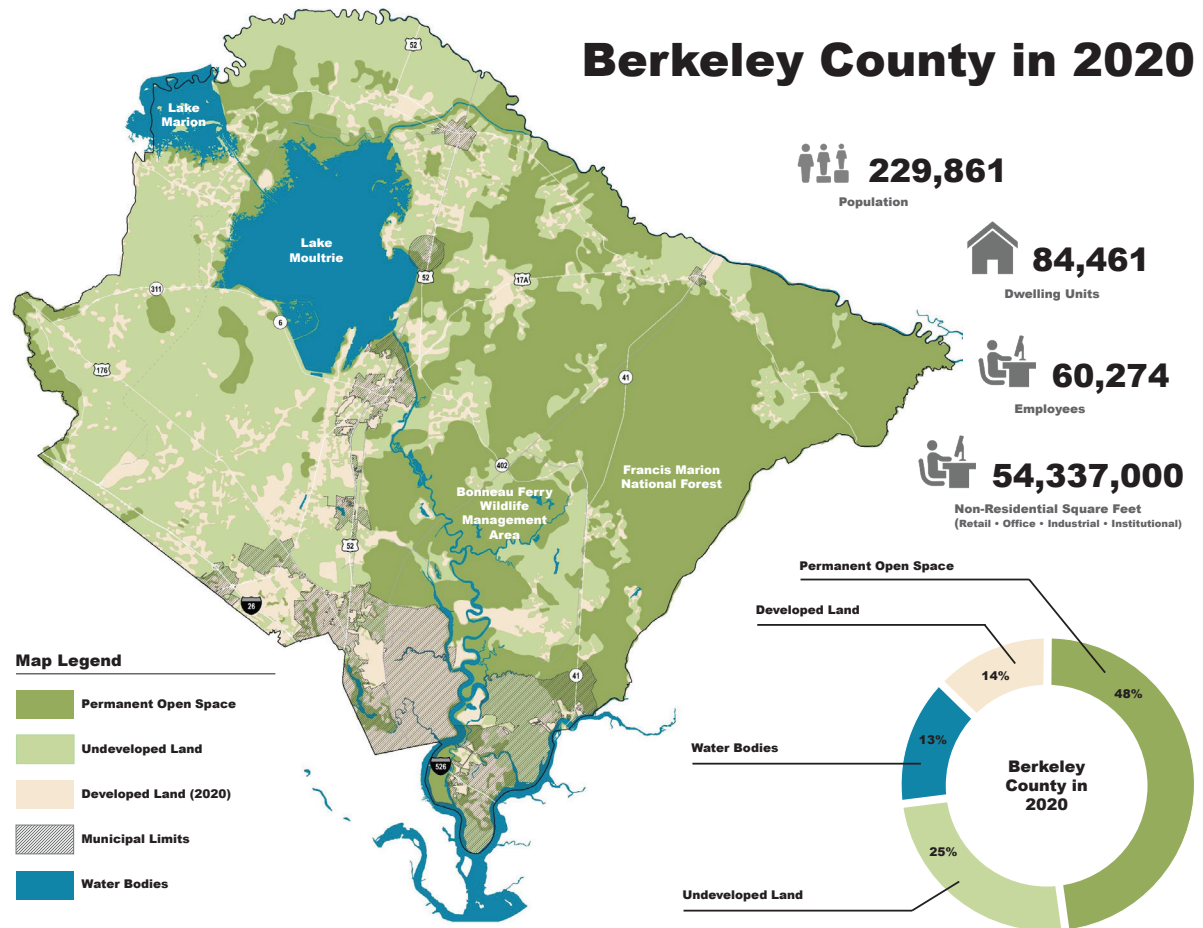 Berkeley County in 2020
229,861
Population
84,461
Dwelling Units
60,274
Employees
54,337,000
Non-Residential Square Feet
(Retail • Office • Industrial • Institutional)
52
Lake
Marion
Lake
Moultrie
52
17A
311
6
176
41
402
Francis Marion
National Forest
Bonneau Ferry
Wildlife
Management
Area
52
26
41
526
Map Legend
Permanent Open Space
Undeveloped Land
Developed Land (2020)
Municipal Limits
Water Bodies
Permanent Open Space
Developed Land
Water Bodies
Undeveloped Land
48%
14%
13%
25%
Berkeley
County in
2020